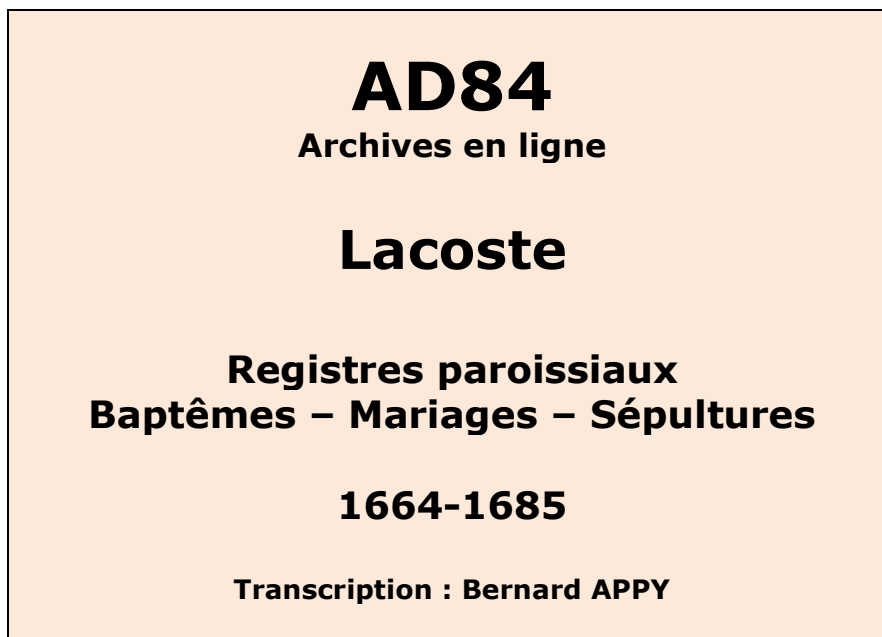 AD84
Archives en ligne
Lacoste
Registres paroissiaux
Baptêmes – Mariages – Sépultures
1664-1685
Transcription : Bernard APPY